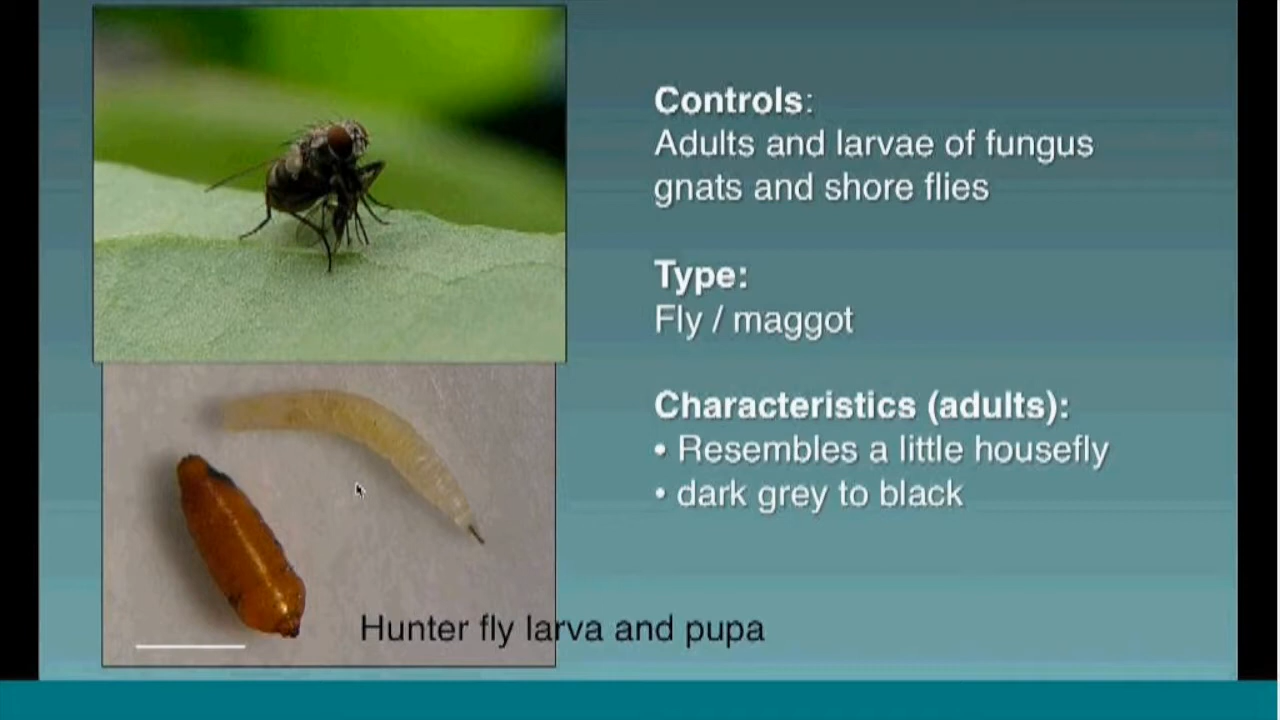 Controls:
Adults and larvae of fungus
gnats and shore flies
Type:
Fly / maggot
Characteristics (adults):
• Resembles a little housefly
• dark grey to black
Hunter fly larva and pupa